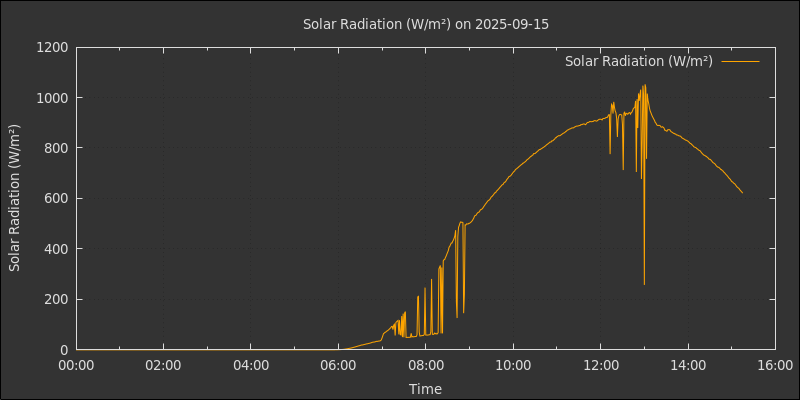 Solar Radiation (W/m²) on 2025-09-15
Solar Radiation (W/m²)
Solar Radiation (W/m²)
1200
1000
800
600
400
200
0
00:00 02:00 04:00 06:00 08:00 10:00 12:00 14:00 16:00
Time